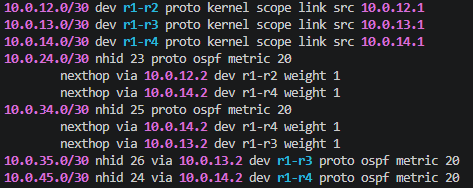 10.0.12.0/30 dev r1-r2 proto kernel scope link src 10.0.12.1
10.0.13.0/30 dev r1-r3 proto kernel scope link src 10.0.13.1
10.0.14.0/30 dev r1-r4 proto kernel scope link src 10.0.14.1
10.0.24.0/30 nhid 23 proto ospf metric 20
nexthop via 10.0.12.2 dev r1-r2 weight 1
nexthop via 10.0.14.2 dev r1-r4 weight 1
10.0.34.0/30 nhid 25 proto ospf metric 20
nexthop via 10.0.14.2 dev r1-r4 weight 1
nexthop via 10.0.13.2 dev r1-r3 weight 1
10.0.35.0/30 nhid 26 via 10.0.13.2 dev r1-r3 proto ospf metric 20
10.0.45.0/30 nhid 24 via 10.0.14.2 dev r1-r4 proto ospf metric 20